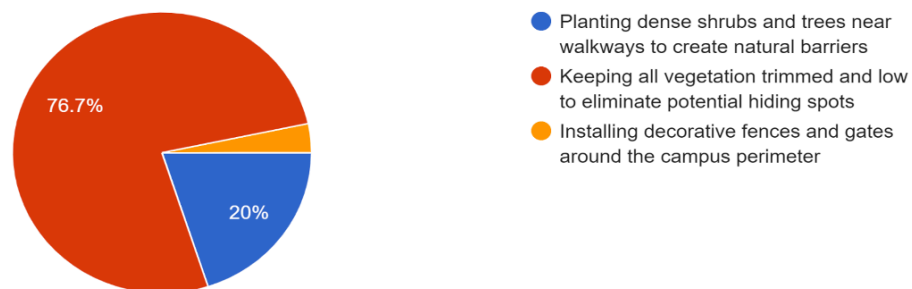 76.7%
20%
Planting dense shrubs and trees near
walkways to create natural barriers
Keeping all vegetation trimmed and low
to eliminate potential hiding spots
Installing decorative fences and gates
around the campus perimeter